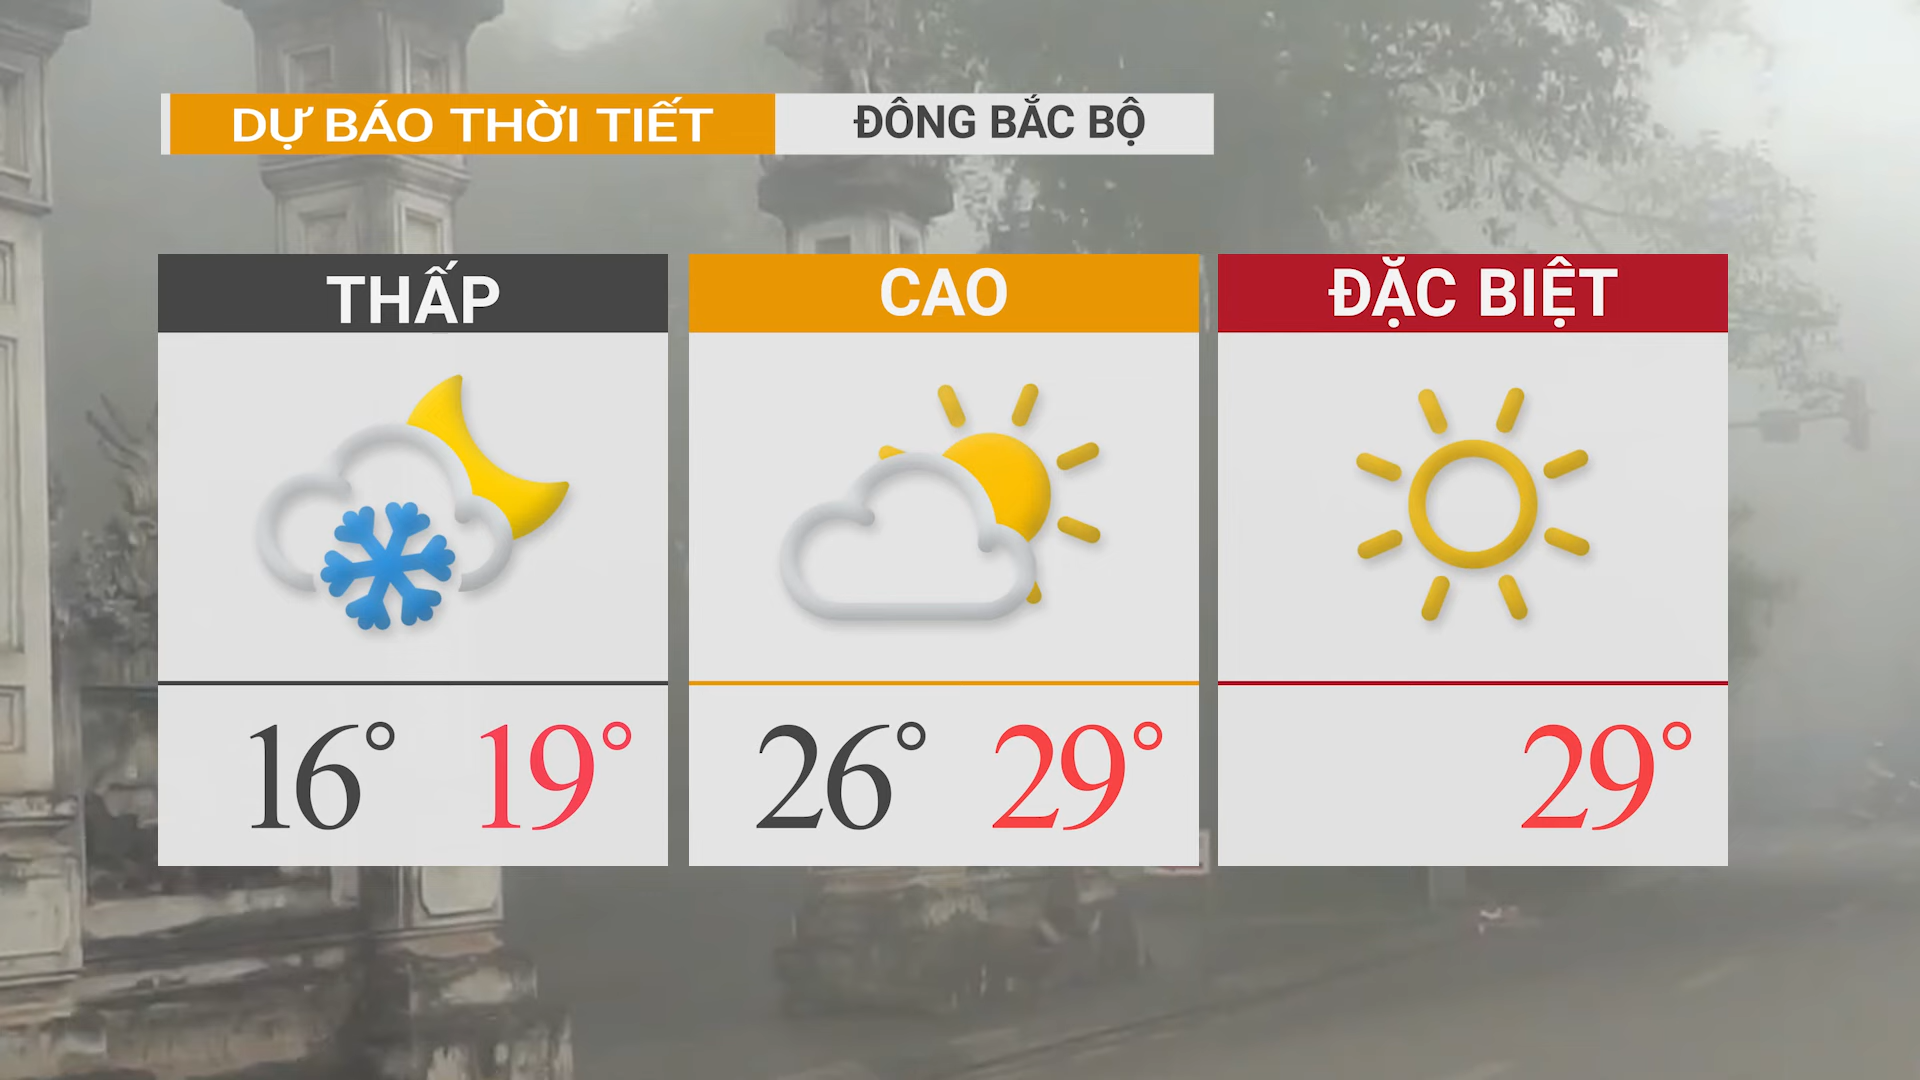 DỰ BÁO THỜI TIẾT ĐÔNG BẮC BỘ
THẤP CAO ĐẶC BIỆT
16° 19° 26° 29° 29°